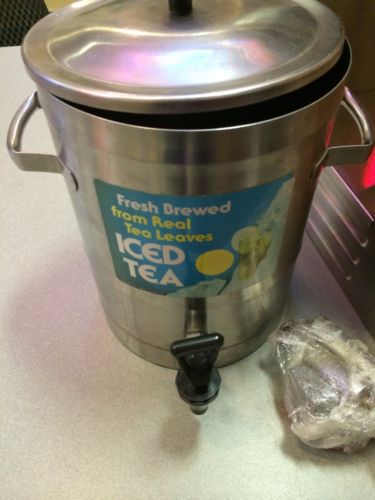 Fresh Brewed
from Real
Tea Leaves
ICED
TEA